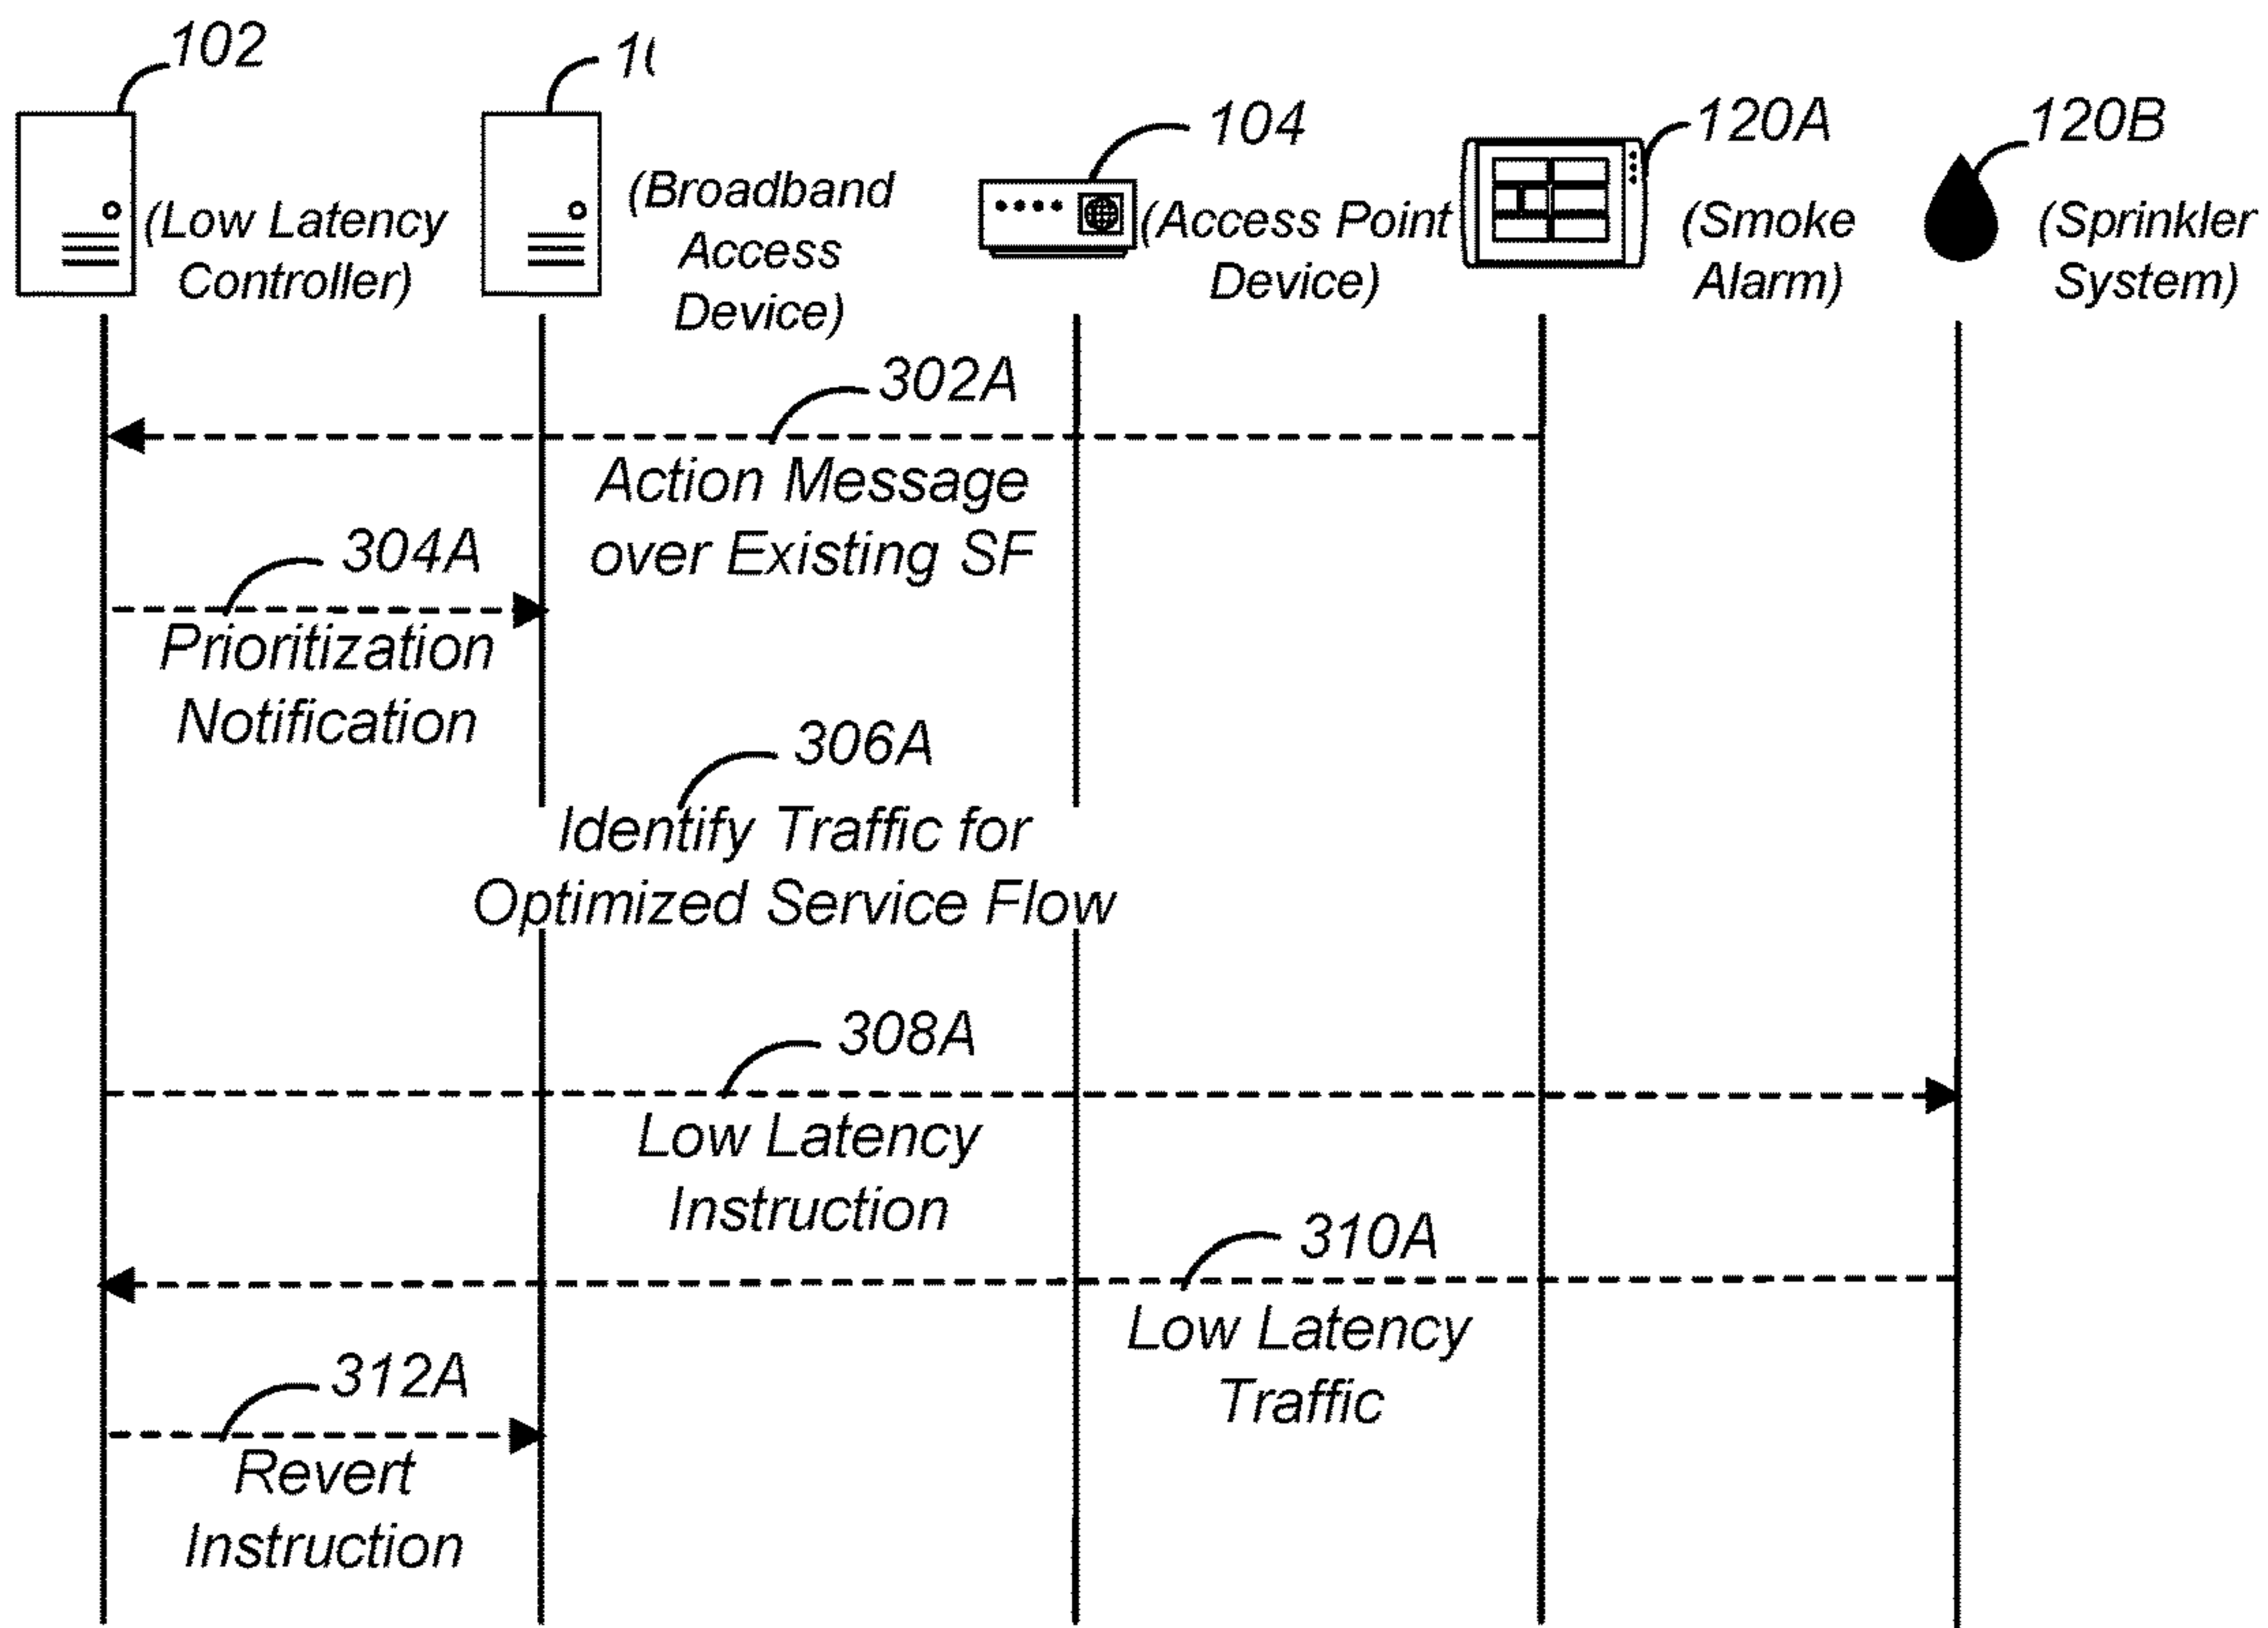 102
104
120A
120B
(Low Latency
Controller)
(Broadband
Access
Device)
(Access Point
Device)
(Smoke
Alarm)
(Sprinkler
System)
302A
Action Message
over Existing SF
304A
Prioritization
Notification
306A
Identify Traffic for
Optimized Service Flow
308A
Low Latency
Instruction
310A
Low Latency
Traffic
312A
Revert
Instruction